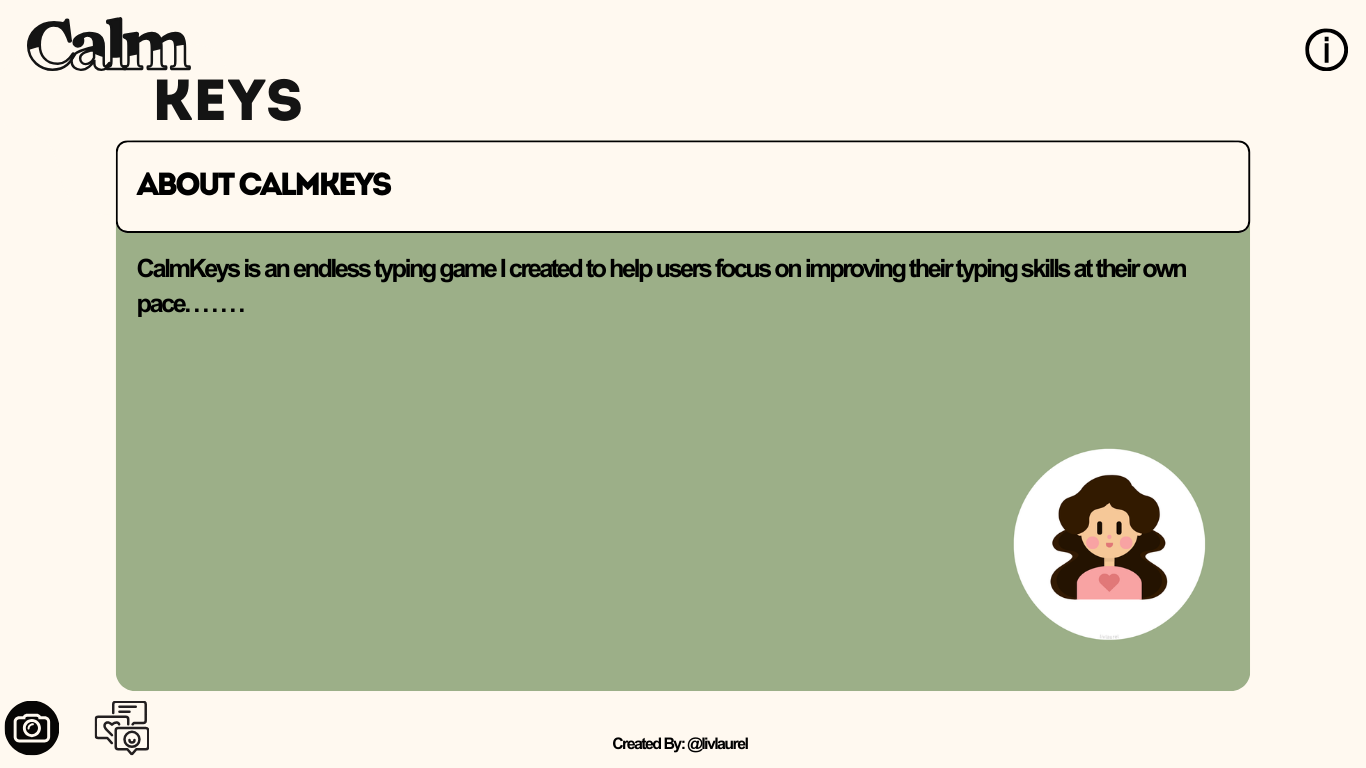 Calm
KEYS
ABOUT CALMKEYS
CalmKeys is an endless typing game I created to help users focus on improving their typing skills at their own
pace. . . . . . .
Created By: @livlaurel